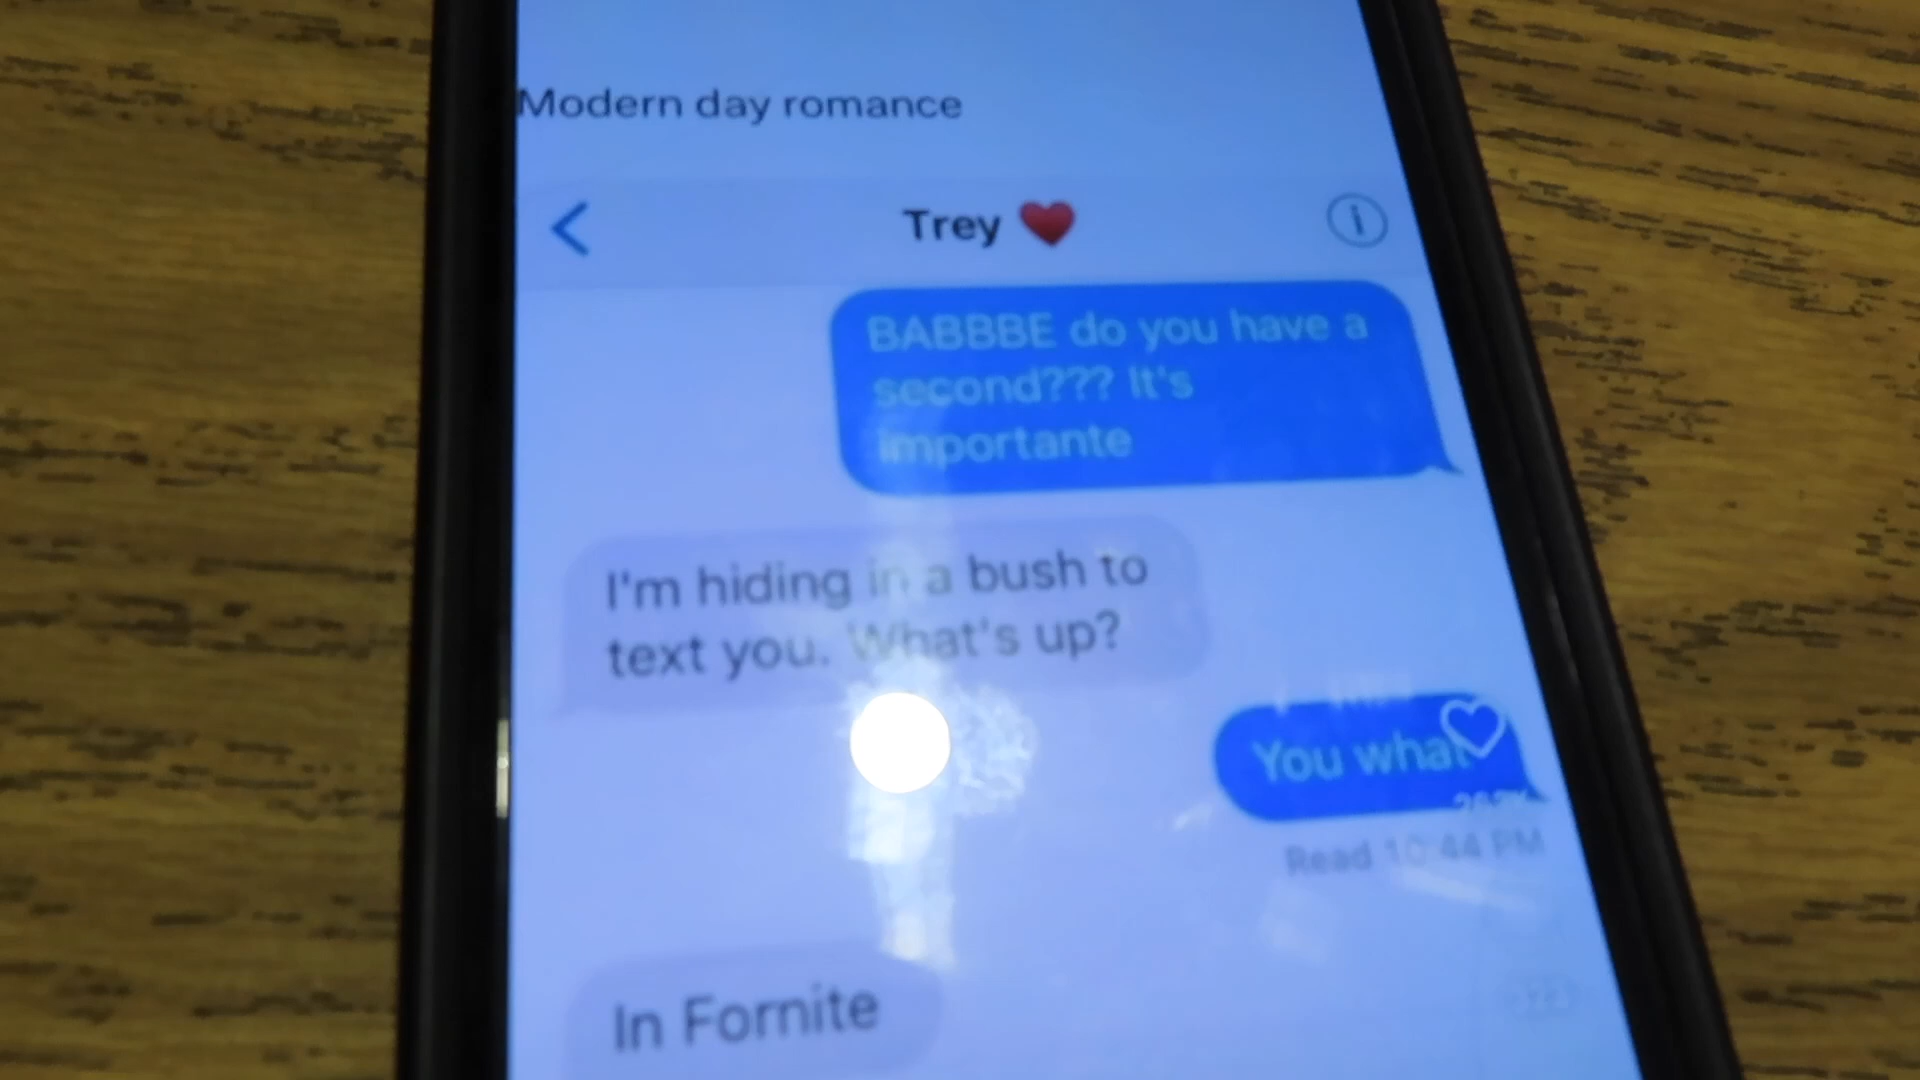 Modern day romance
Trey ❤️
BABBBE do you have a
second??? It's
importante
I'm hiding in a bush to
text you. What's up?
You what
Read 10:44 PM
In Fornite